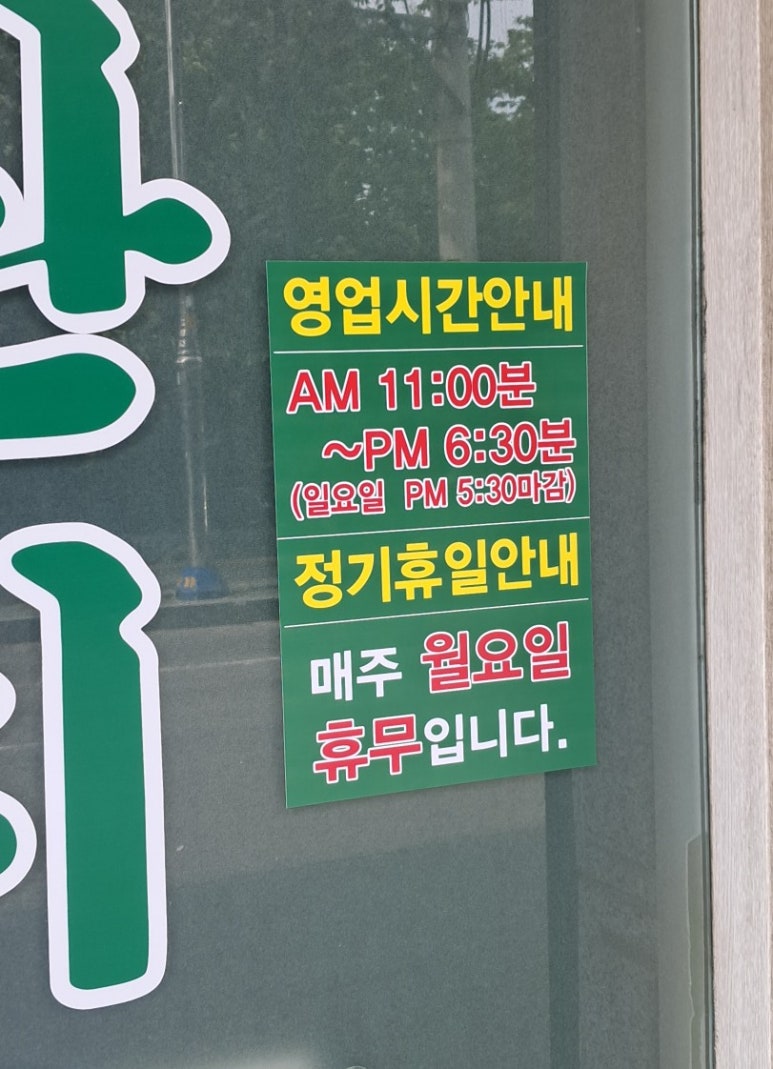 영업시간안내
AM 11:00분
~PM 6:30분
(일요일 PM 5:30마감)
정기휴일안내
매주 월요일
휴무입니다.